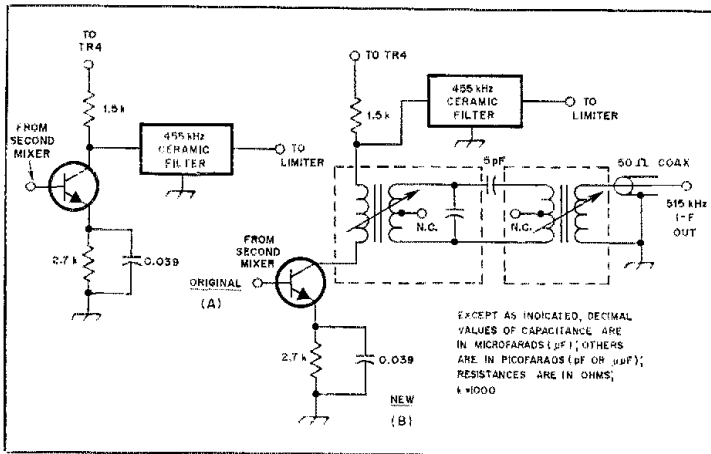 TO
TR4
1.5 k
FROM
SECOND
MIXER
455 kHz
CERAMIC
FILTER
TO
LIMITER
2.7 k
0.039
ORIGINAL
(A)
TO TR4
1.5 k
455 kHz
CERAMIC
FILTER
TO
LIMITER
5 pF
50 Ω COAX
N.C.
N.C.
515 kHz
I-F
OUT
FROM
SECOND
MIXER
2.7 k
0.039
NEW
(B)
EXCEPT AS INDICATED, DECIMAL
VALUES OF CAPACITANCE ARE
IN MICROFARADS (μF); OTHERS
ARE IN PICOFARADS (pF OR μμF);
RESISTANCES ARE IN OHMS;
k=1000